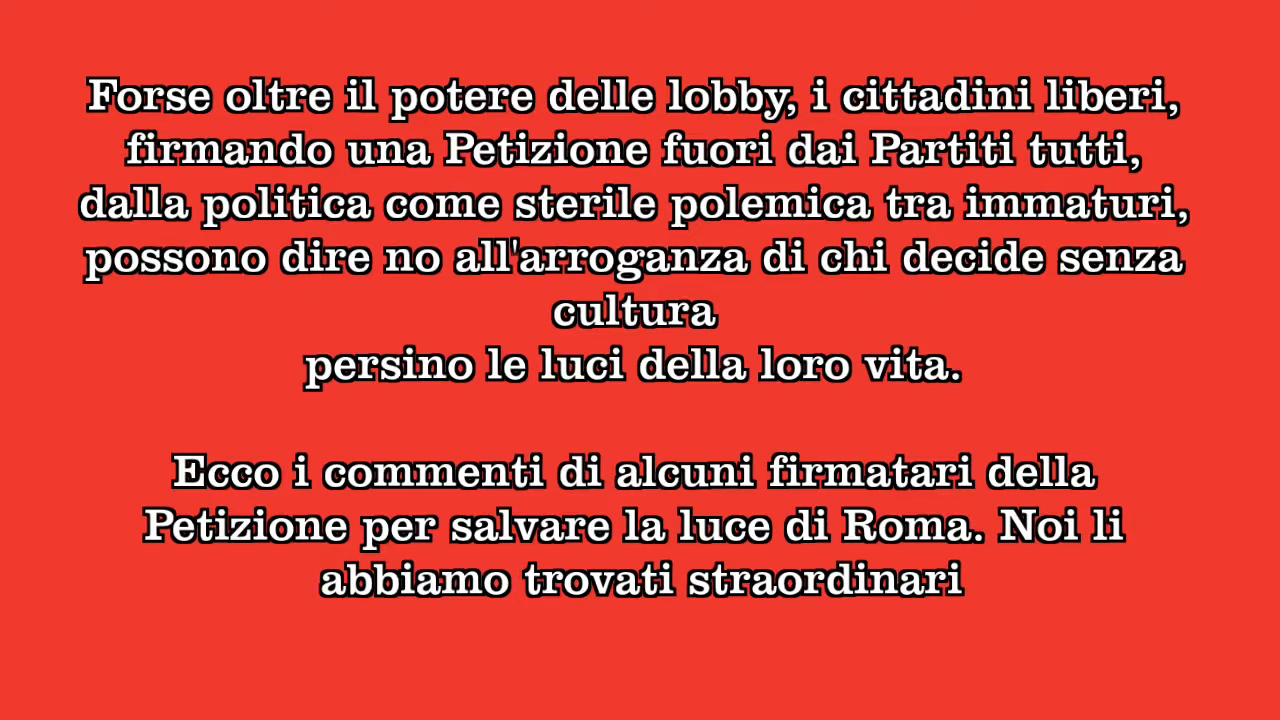 Forse oltre il potere delle lobby, i cittadini liberi,
firmando una Petizione fuori dai Partiti tutti,
dalla politica come sterile polemica tra immaturi,
possono dire no all'arroganza di chi decide senza
cultura
persino le luci della loro vita.
Ecco i commenti di alcuni firmatari della
Petizione per salvare la luce di Roma. Noi li
abbiamo trovati straordinari